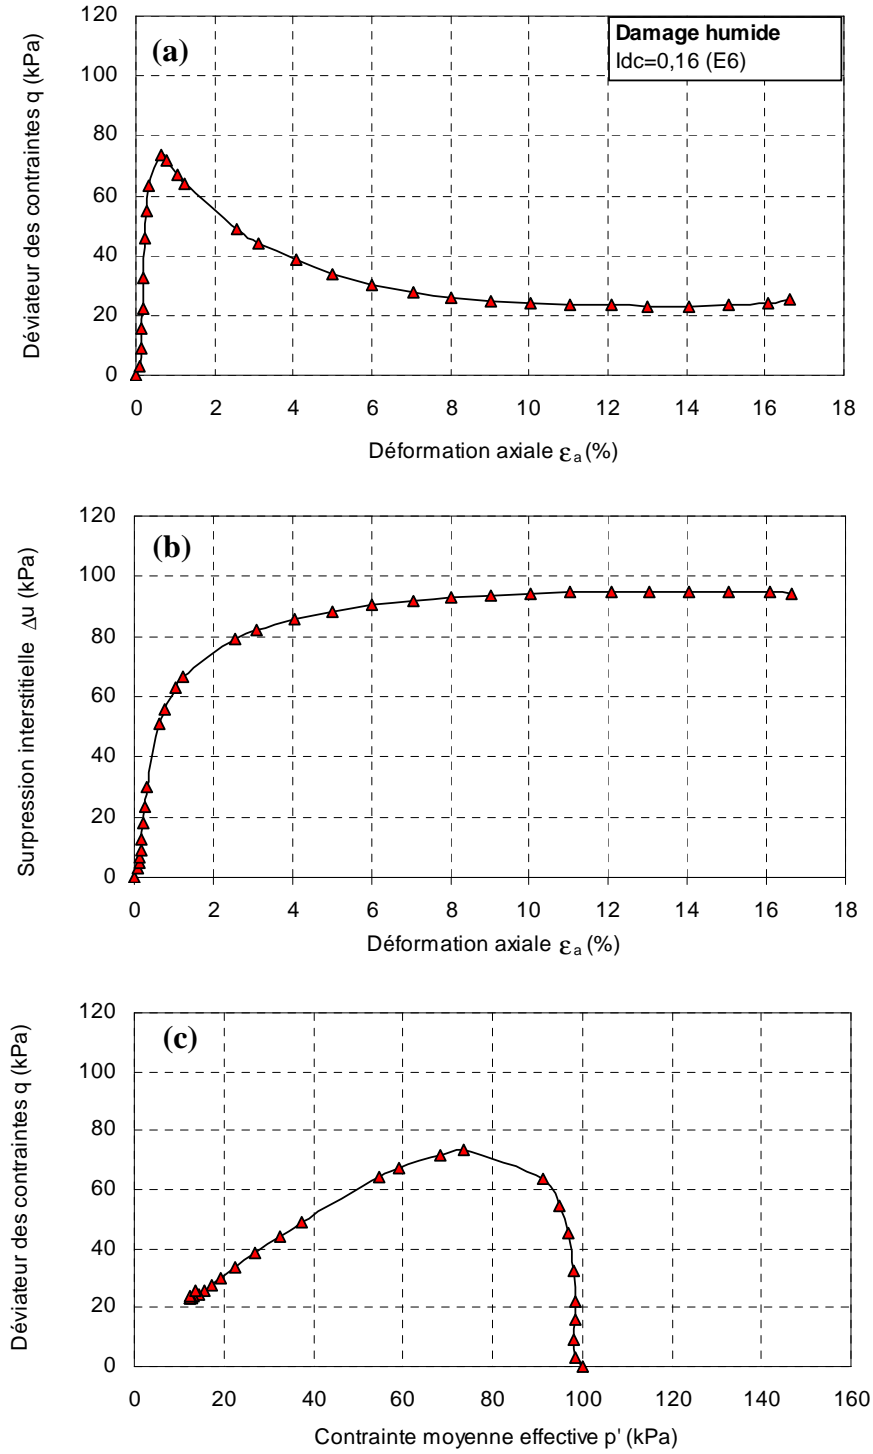 Déviateur des contraintes q (kPa)
120
100
80
60
40
20
0
(a)
Damage humide
Idc=0,16 (E6)
0 2 4 6 8 10 12 14 16 18
Déformation axiale εa (%)
Surpression interstitielle Δu (kPa)
120
100
80
60
40
20
0
(b)
0 2 4 6 8 10 12 14 16 18
Déformation axiale εa (%)
Déviateur des contraintes q (kPa)
120
100
80
60
40
20
0
(c)
0 20 40 60 80 100 120 140 160
Contrainte moyenne effective p' (kPa)